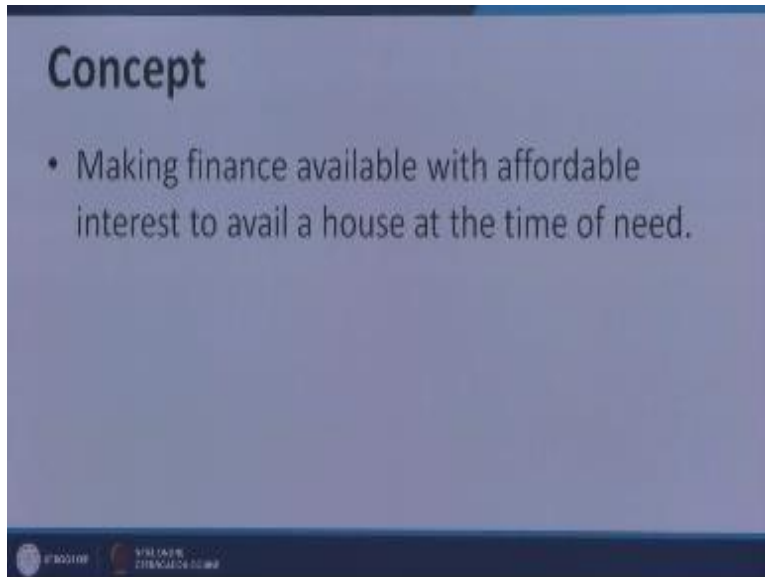 Concept
• Making finance available with affordable
interest to avail a house at the time of need.